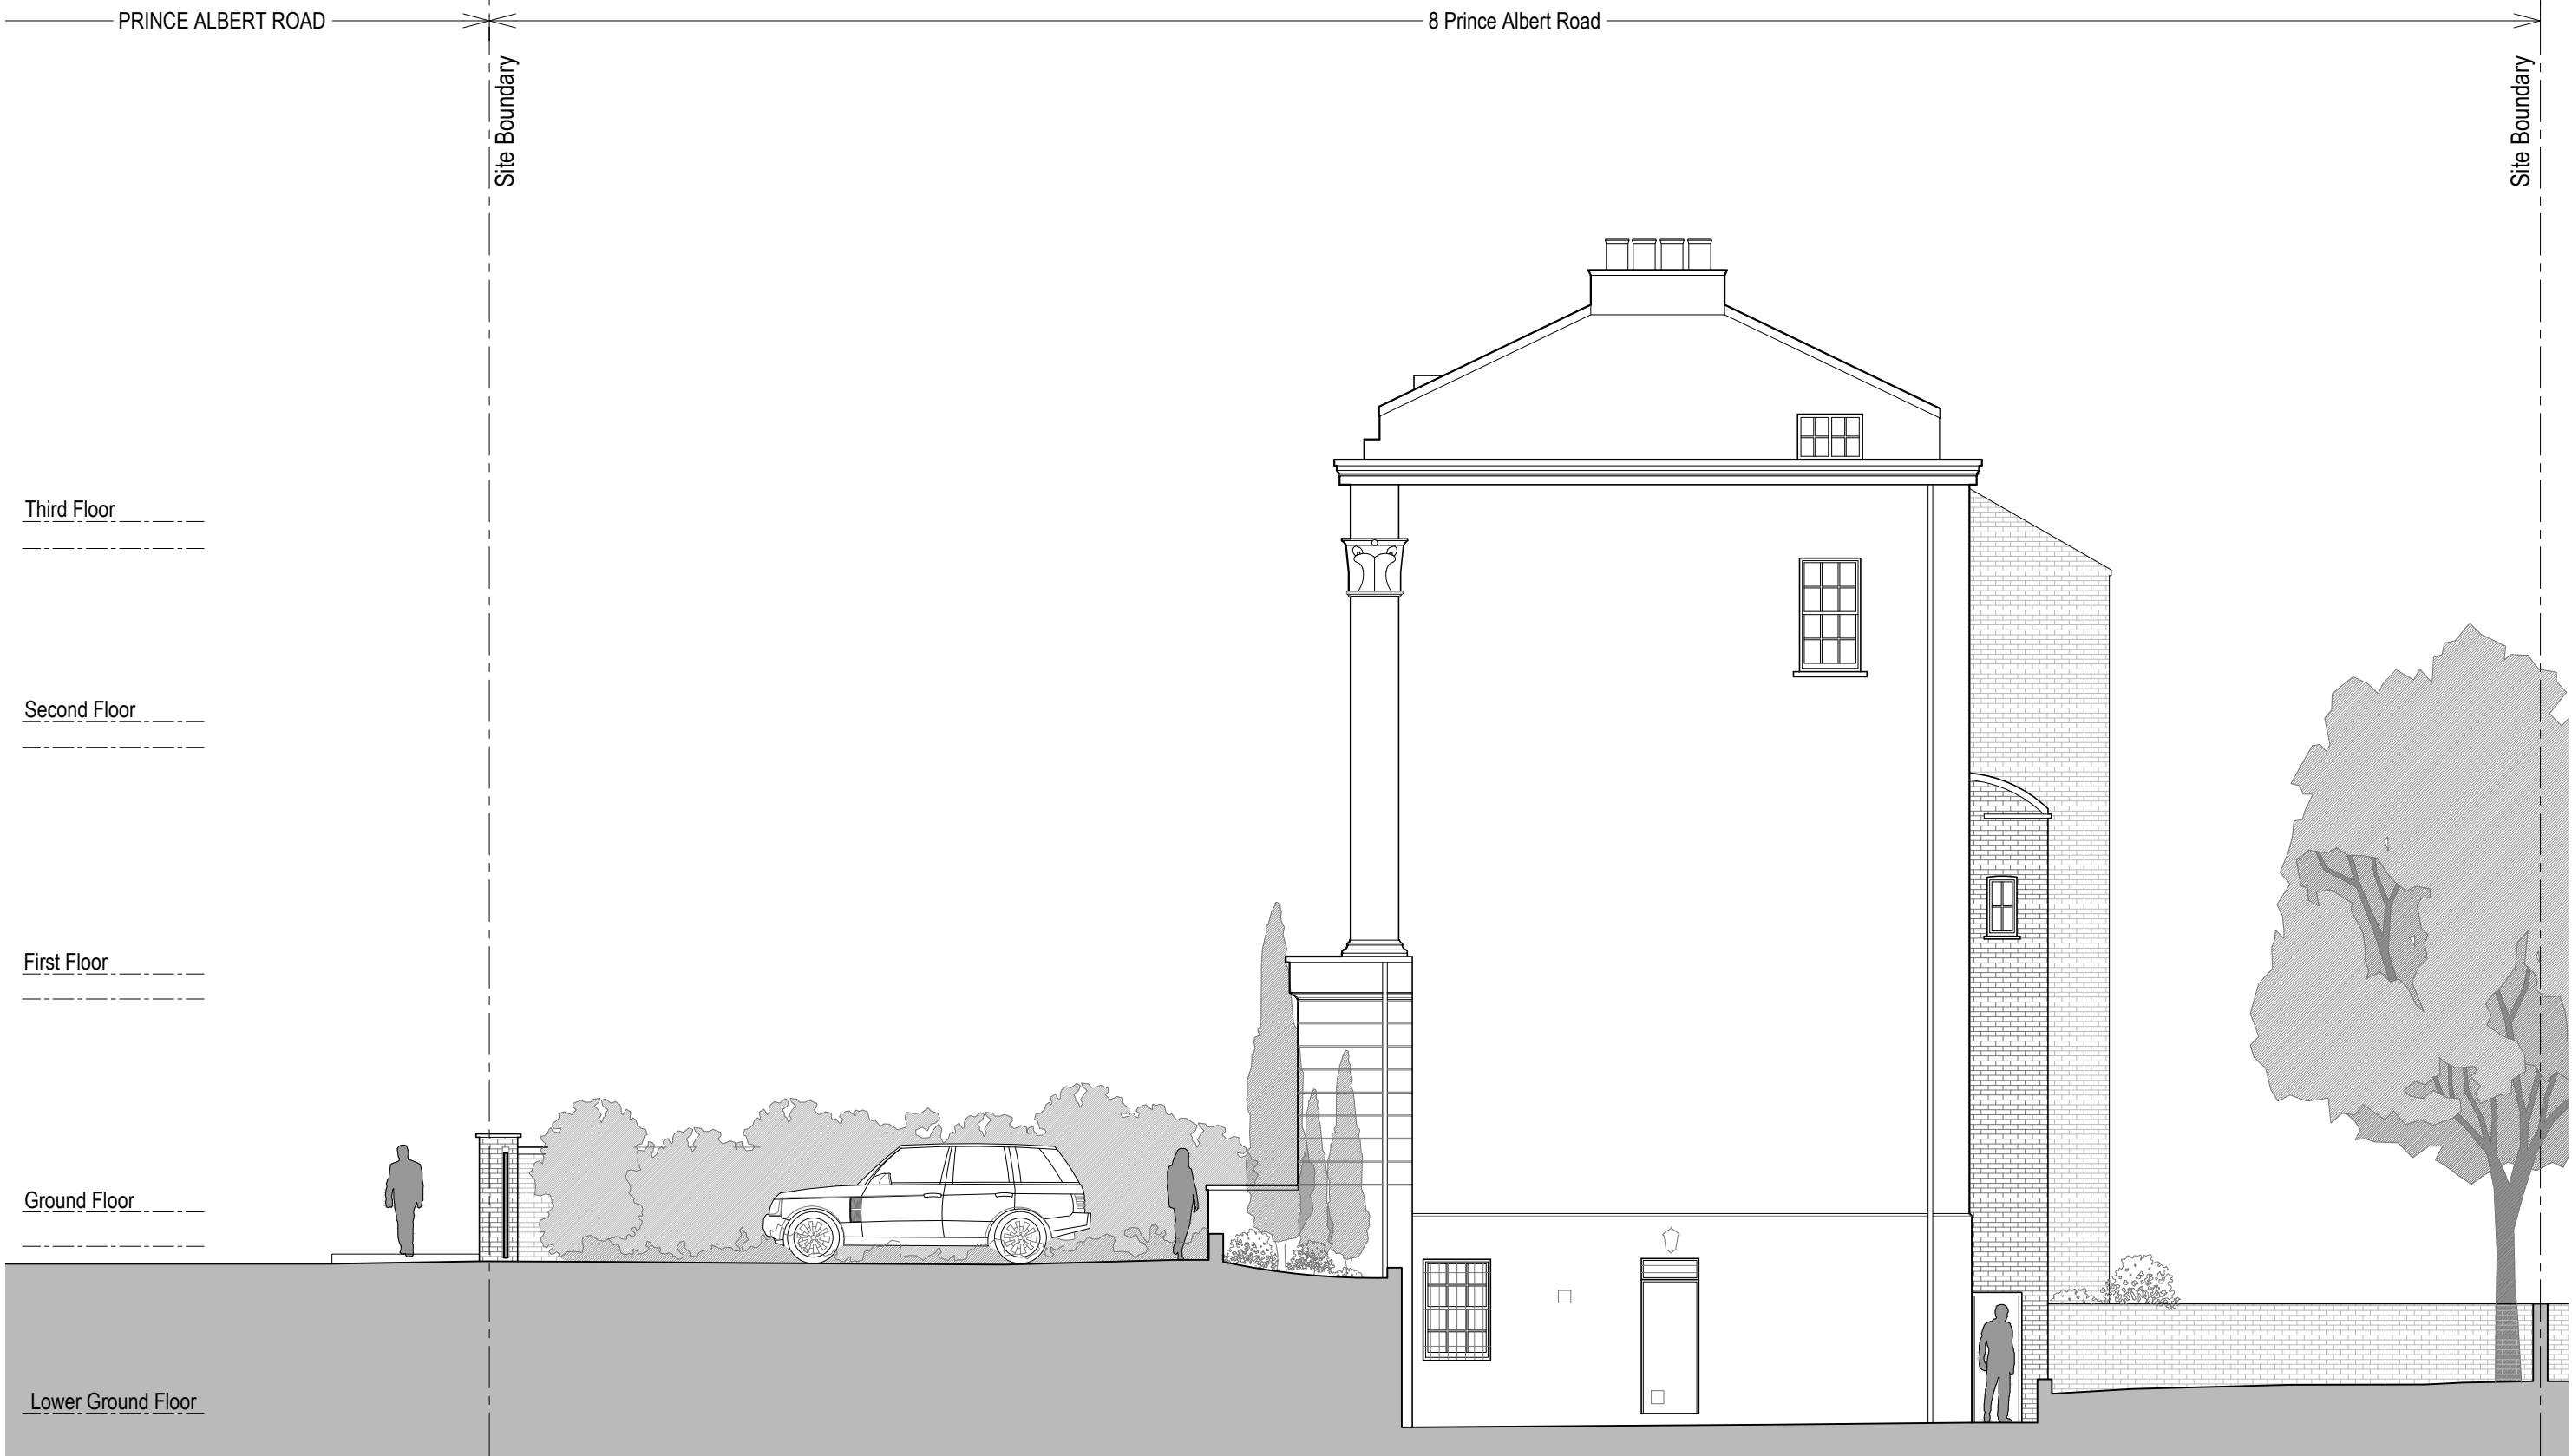 PRINCE ALBERT ROAD
8 Prince Albert Road
Site Boundary
Site Boundary
Third Floor
Second Floor
First Floor
Ground Floor
Lower Ground Floor